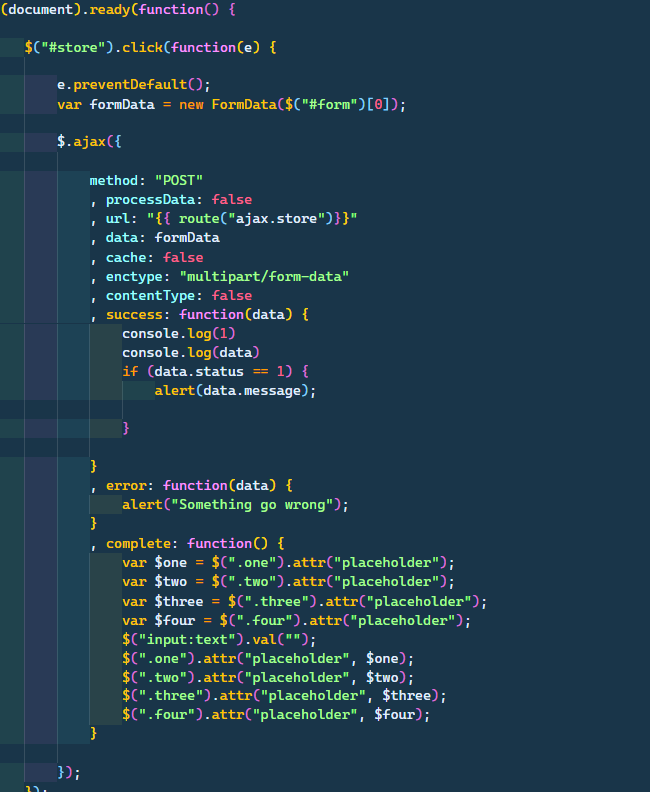 (document).ready(function() {
$("#store").click(function(e) {
e.preventDefault();
var formData = new FormData($("#form")[0]);
$.ajax({
method: "POST"
, processData: false
, url: "{{ route("ajax.store")}}"
, data: formData
, cache: false
, enctype: "multipart/form-data"
, contentType: false
, success: function(data) {
console.log(1)
console.log(data)
if (data.status == 1) {
alert(data.message);
}
}
, error: function(data) {
alert("Something go wrong");
}
, complete: function() {
var $one = $(".one").attr("placeholder");
var $two = $(".two").attr("placeholder");
var $three = $(".three").attr("placeholder");
var $four = $(".four").attr("placeholder");
$("input:text").val("");
$(".one").attr("placeholder", $one);
$(".two").attr("placeholder", $two);
$(".three").attr("placeholder", $three);
$(".four").attr("placeholder", $four);
}
});
});